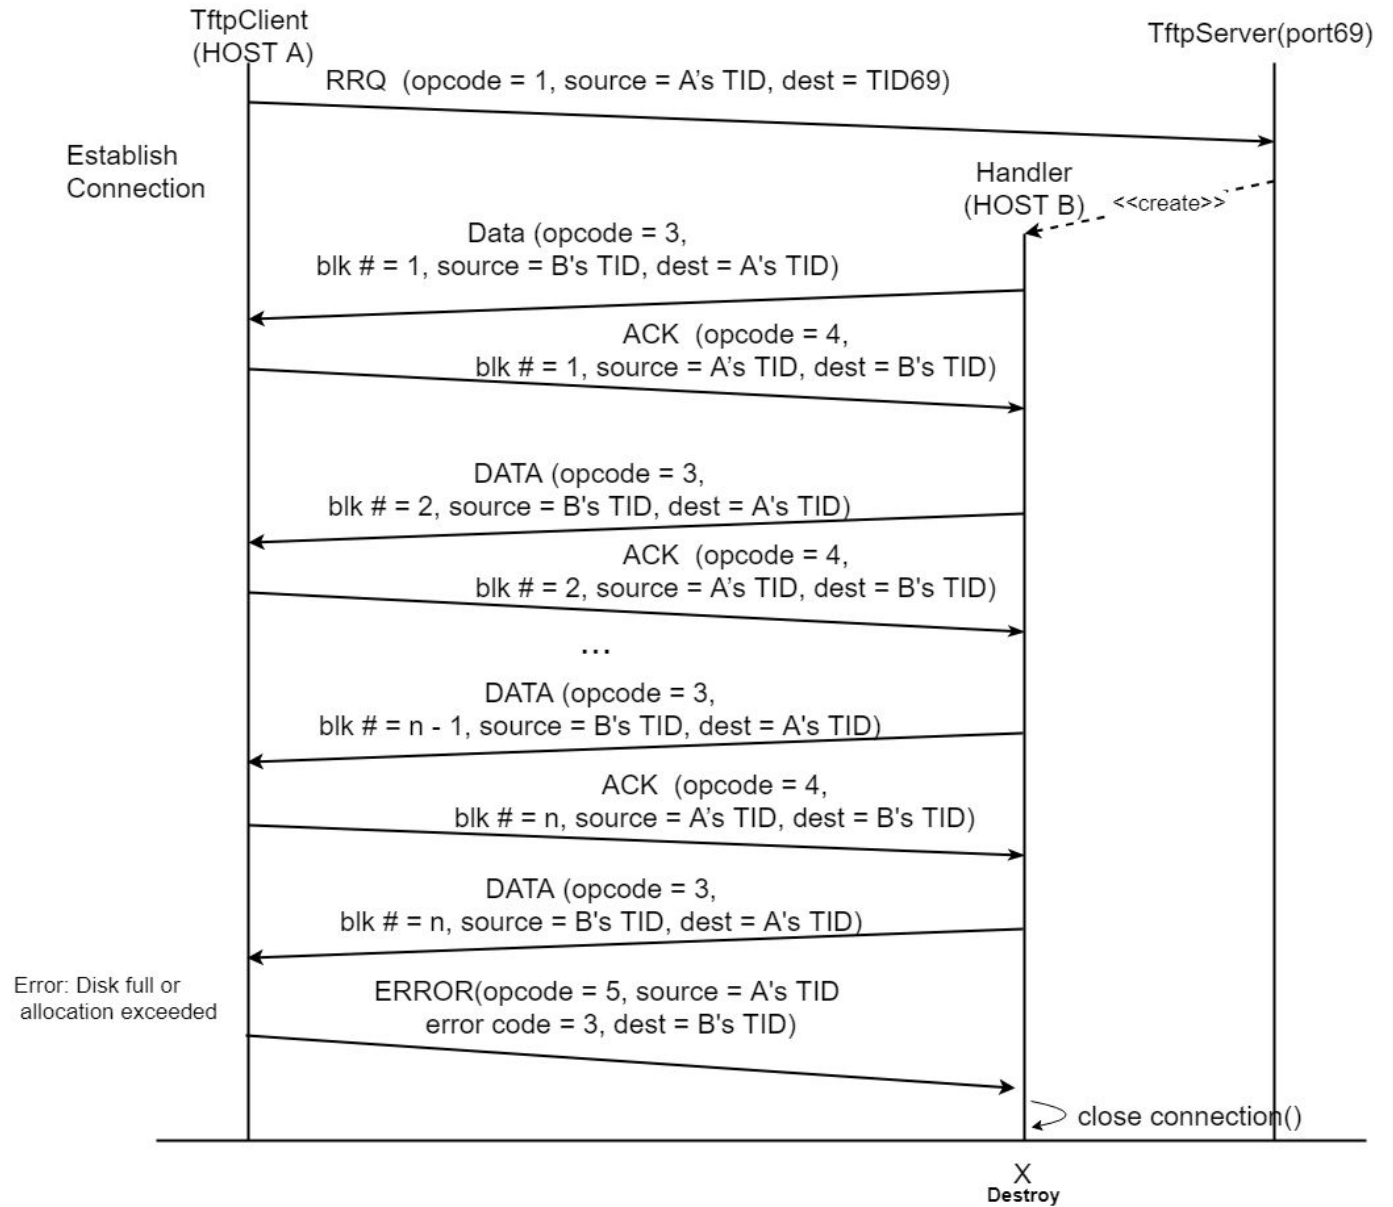 TftpClient
(HOST A)
TftpServer(port69)
RRQ  (opcode = 1, source = A’s TID, dest = TID69)
Establish
Connection
Handler
(HOST B)
<<create>>
Data (opcode = 3,
blk # = 1, source = B's TID, dest = A's TID)
ACK  (opcode = 4,
blk # = 1, source = A’s TID, dest = B's TID)
DATA (opcode = 3,
blk # = 2, source = B's TID, dest = A's TID)
ACK  (opcode = 4,
blk # = 2, source = A’s TID, dest = B's TID)
...
DATA (opcode = 3,
blk # = n - 1, source = B's TID, dest = A's TID)
ACK  (opcode = 4,
blk # = n, source = A’s TID, dest = B's TID)
DATA (opcode = 3,
blk # = n, source = B's TID, dest = A's TID)
Error: Disk full or
allocation exceeded
ERROR(opcode = 5, source = A's TID
error code = 3, dest = B's TID)
close connection()
X
Destroy